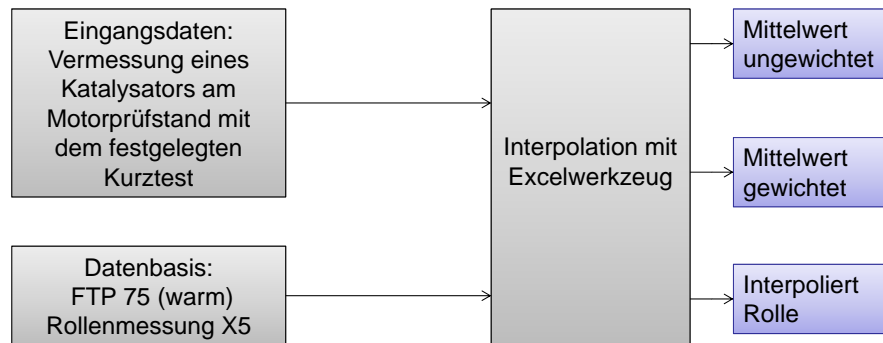 Eingangsdaten:
Vermessung eines
Katalysators am
Motorprüfstand mit
dem festgelegten
Kurztest
Datenbasis:
FTP 75 (warm)
Rollenmessung X5
Interpolation mit
Excelwerkzeug
Mittelwert
ungewichtet
Mittelwert
gewichtet
Interpoliert
Rolle